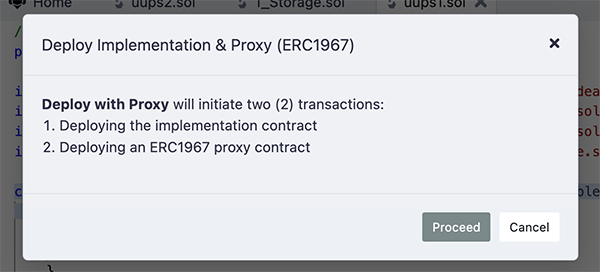 Home
uups2.sol
T_Storage.sol
uups1.sol
Deploy Implementation & Proxy (ERC1967)
Deploy with Proxy will initiate two (2) transactions:
1. Deploying the implementation contract
2. Deploying an ERC1967 proxy contract
Proceed
Cancel